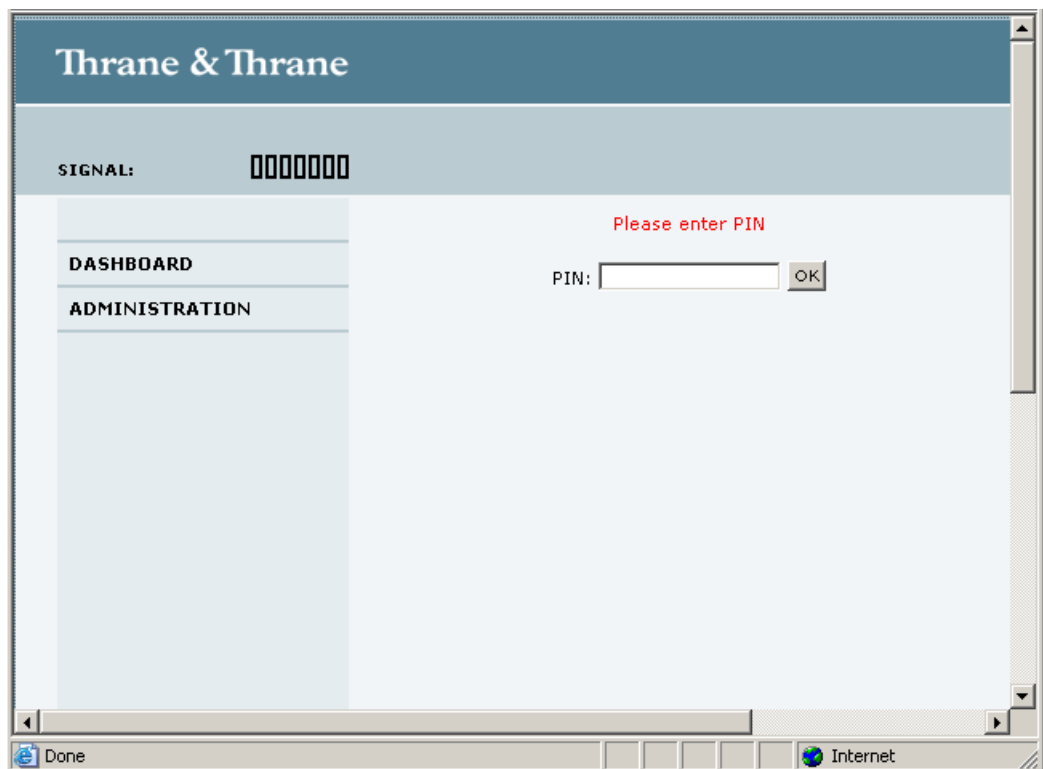 Thrane & Thrane
SIGNAL:
Please enter PIN
DASHBOARD
PIN: OK
ADMINISTRATION
Done Internet